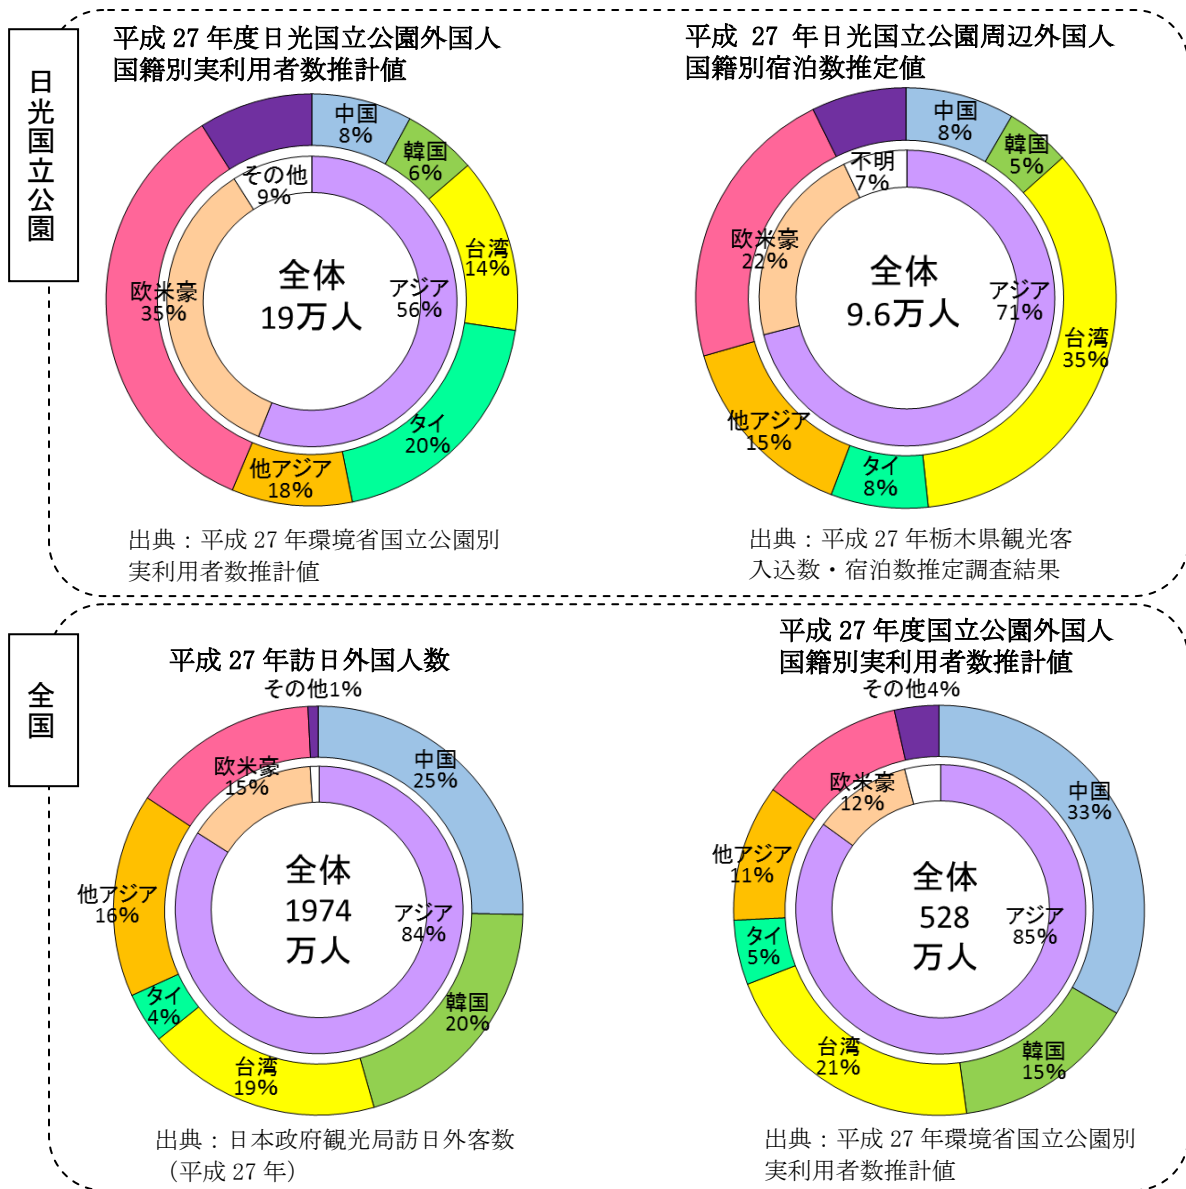 日光国立公園
平成 27 年度日光国立公園外国人
国籍別実利用者数推計値
中国
8%
韓国
6%
台湾
14%
タイ
20%
他アジア
18%
欧米豪
35%
その他
9%
アジア
56%
全体
19万人
出典：平成 27 年環境省国立公園別
実利用者数推計値
平成 27 年日光国立公園周辺外国人
国籍別宿泊数推定値
中国
8%
韓国
5%
台湾
35%
タイ
8%
他アジア
15%
欧米豪
22%
不明
7%
アジア
71%
全体
9.6万人
出典：平成 27 年栃木県観光客
入込数・宿泊数推定調査結果
全国
平成 27 年訪日外国人数
その他1%
中国
25%
韓国
20%
台湾
19%
タイ
4%
他アジア
16%
欧米豪
15%
アジア
84%
全体
1974
万人
出典：日本政府観光局訪日外客数
（平成 27 年）
平成 27 年度国立公園外国人
国籍別実利用者数推計値
その他4%
中国
33%
韓国
15%
台湾
21%
タイ
5%
他アジア
11%
欧米豪
12%
アジア
85%
全体
528
万人
出典：平成 27 年環境省国立公園別
実利用者数推計値